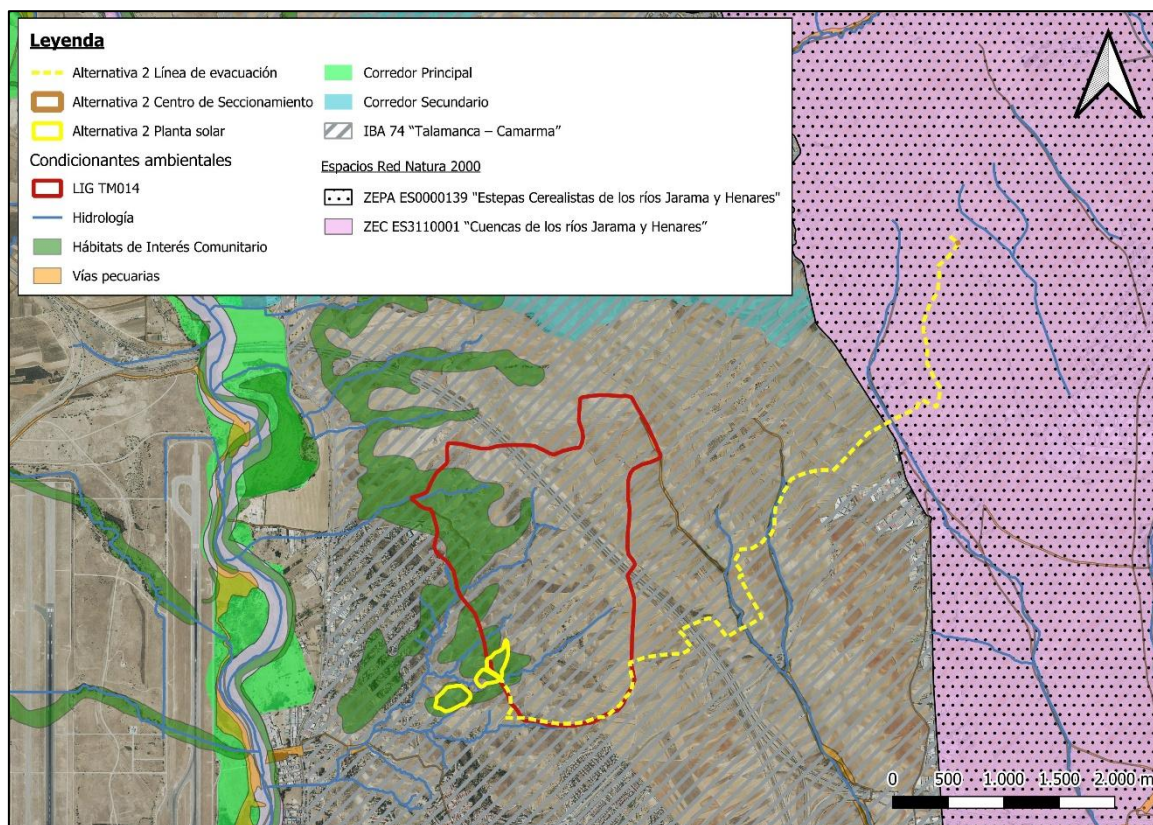 Leyenda
Alternativa 2 Línea de evacuación
Alternativa 2 Centro de Seccionamiento
Alternativa 2 Planta solar
Condicionantes ambientales
LIG TM014
Hidrología
Hábitats de Interés Comunitario
Vías pecuarias
Corredor Principal
Corredor Secundario
IBA 74 “Talamanca – Camarma”
Espacios Red Natura 2000
ZEPA ES0000139 "Estepas Cerealistas de los ríos Jarama y Henares"
ZEC ES3110001 “Cuencas de los ríos Jarama y Henares”
0 500 1.000 1.500 2.000 m